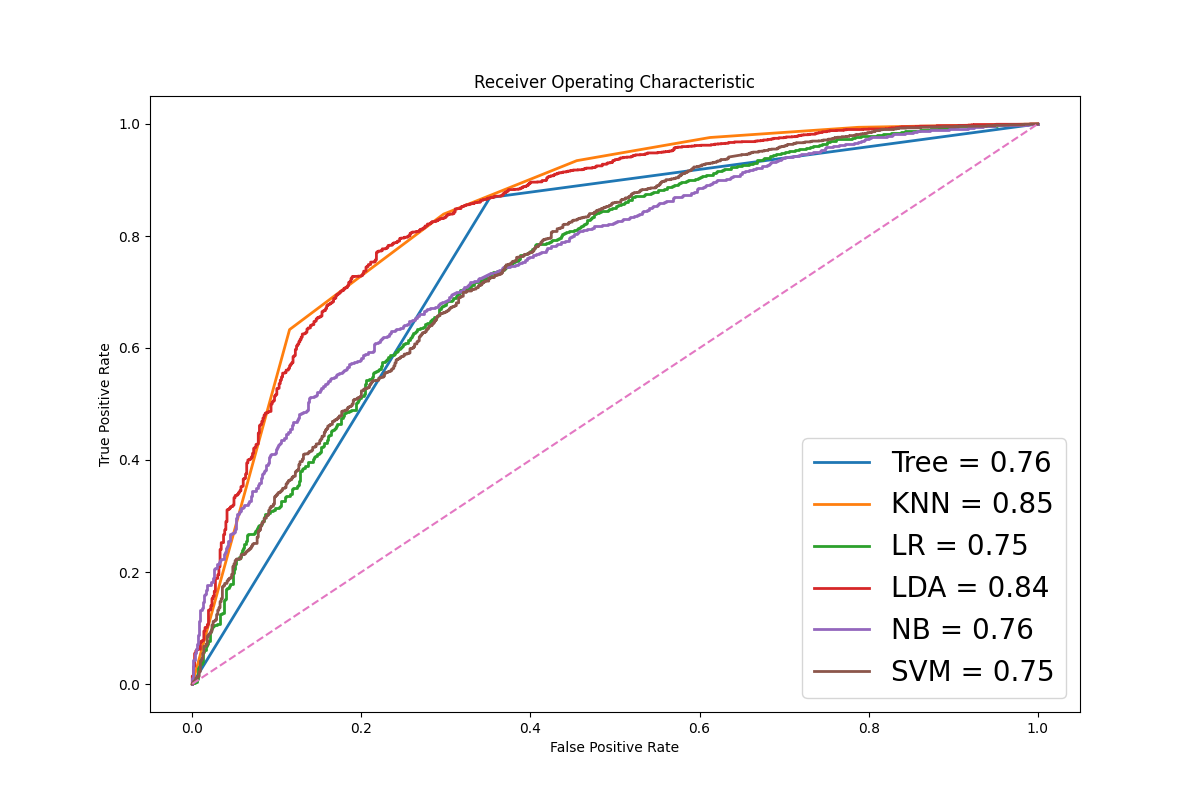 Receiver Operating Characteristic
1.0
0.8
0.6
0.4
0.2
0.0
True Positive Rate
Tree = 0.76
KNN = 0.85
LR = 0.75
LDA = 0.84
NB = 0.76
SVM = 0.75
0.0 0.2 0.4 0.6 0.8 1.0
False Positive Rate